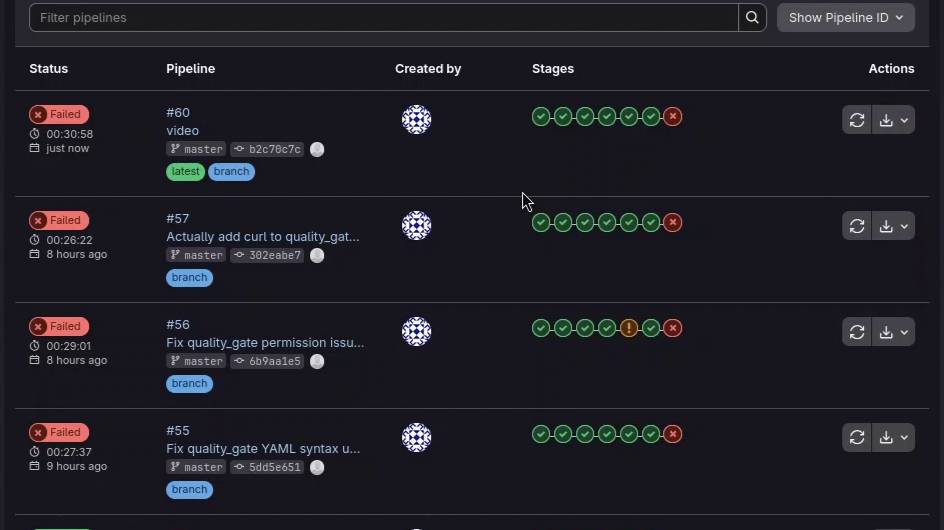 Filter pipelines
Show Pipeline ID
Status Pipeline Created by Stages Actions
Failed
00:30:58
just now
#60
video
master b2c70c7c
latest branch
Failed
00:26:22
8 hours ago
#57
Actually add curl to quality_gat...
master 302eabe7
branch
Failed
00:29:01
8 hours ago
#56
Fix quality_gate permission issu...
master 6b9aa1e5
branch
Failed
00:27:37
9 hours ago
#55
Fix quality_gate YAML syntax u...
master 5dd5e651
branch